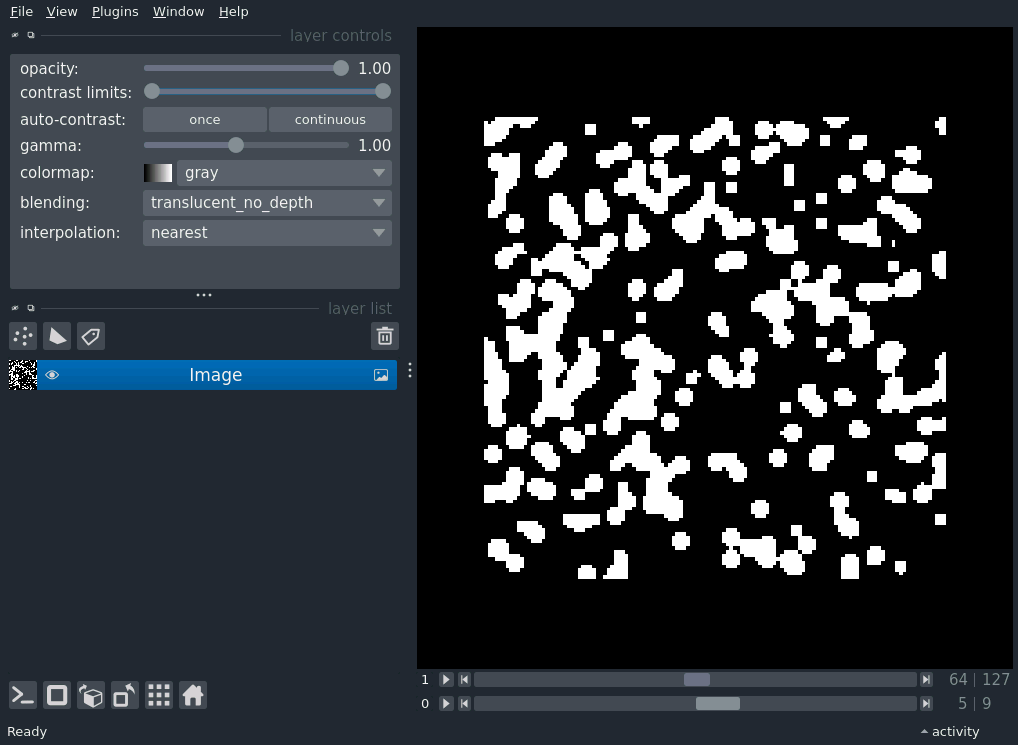 File View Plugins Window Help
layer controls
opacity: 1.00
contrast limits:
auto-contrast: once continuous
gamma: 1.00
colormap: gray
blending: translucent_no_depth
interpolation: nearest
layer list
Image
1 64 | 127
0 5 | 9
Ready activity